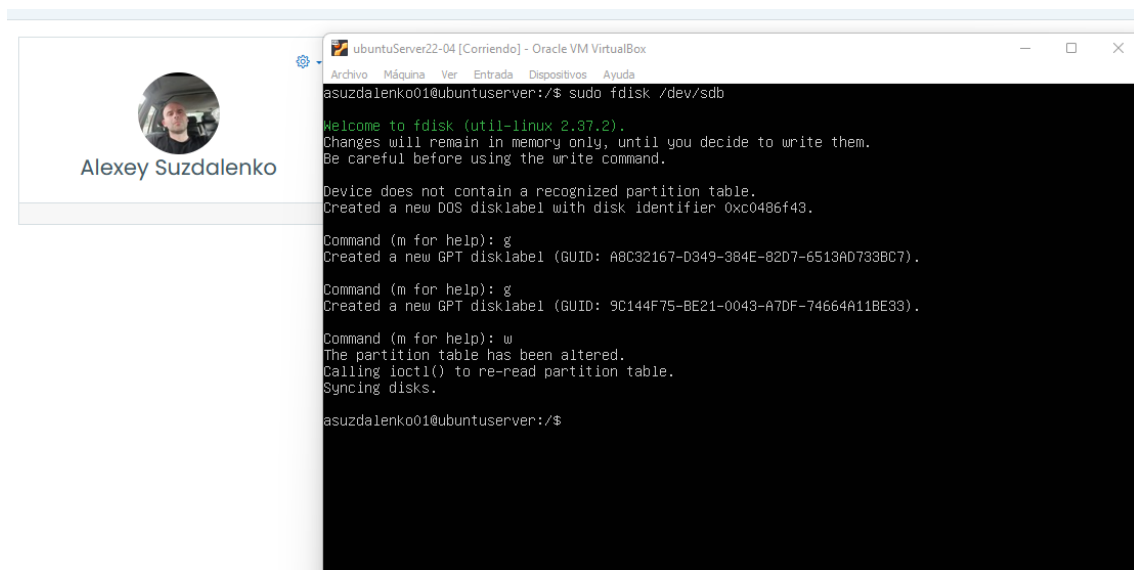 Alexey Suzdalenko
ubuntuServer22-04 [Corriendo] - Oracle VM VirtualBox
Archivo Máquina Ver Entrada Dispositivos Ayuda
asuzdalenko01@ubuntuserver:/$ sudo fdisk /dev/sdb
Welcome to fdisk (util-linux 2.37.2).
Changes will remain in memory only, until you decide to write them.
Be careful before using the write command.
Device does not contain a recognized partition table.
Created a new DOS disklabel with disk identifier 0xc0486f43.
Command (m for help): g
Created a new GPT disklabel (GUID: A8C32167-D349-384E-82D7-6513AD733BC7).
Command (m for help): g
Created a new GPT disklabel (GUID: 9C144F75-BE21-0043-A7DF-74664A11BE33).
Command (m for help): w
The partition table has been altered.
Calling ioctl() to re-read partition table.
Syncing disks.
asuzdalenko01@ubuntuserver:/$